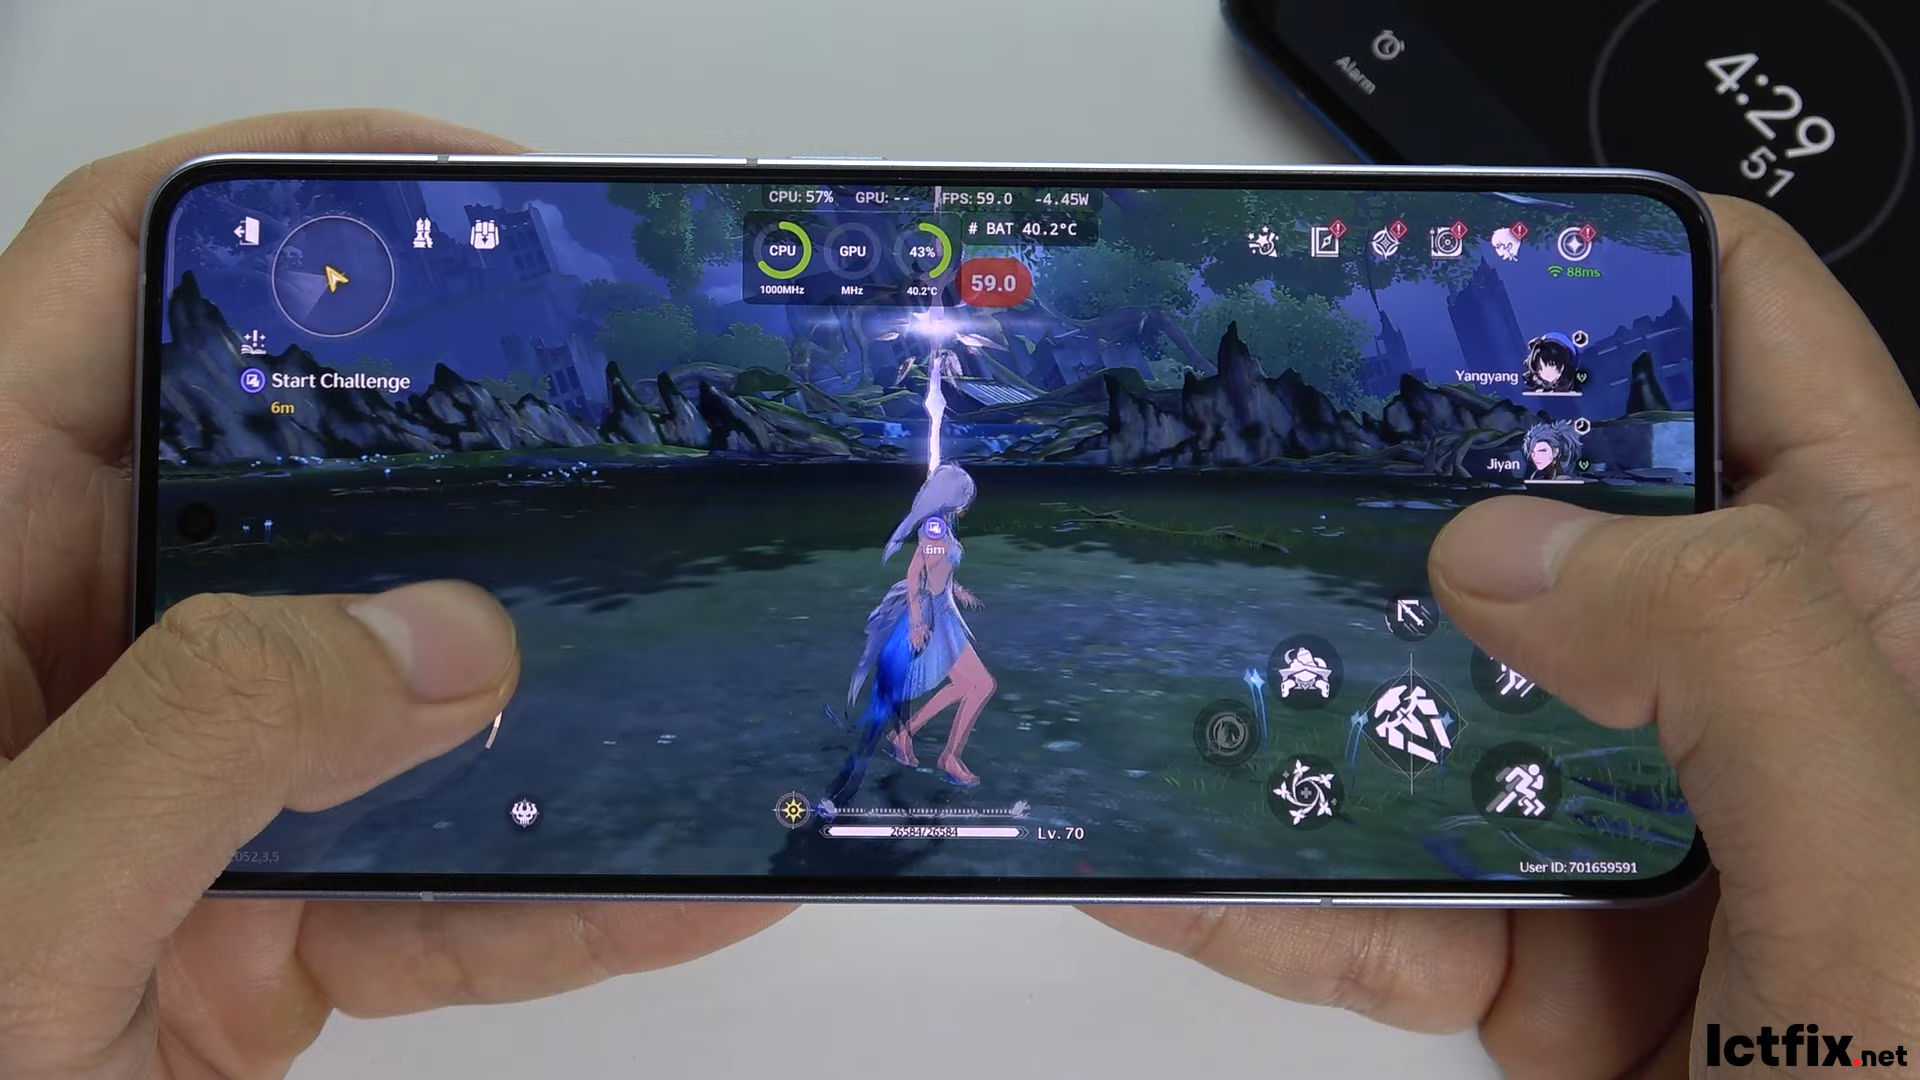 Alarm
4:29
51
CPU: 57% GPU: -- FPS: 59.0 -4.45W
# BAT 40.2°C
CPU GPU 43%
1000MHz MHz 40.2°C
59.0
88ms
Start Challenge
6m
Yangyang
Jiyan
6m
26584/26584 Lv. 70
User ID: 701659591
Ictfix.net